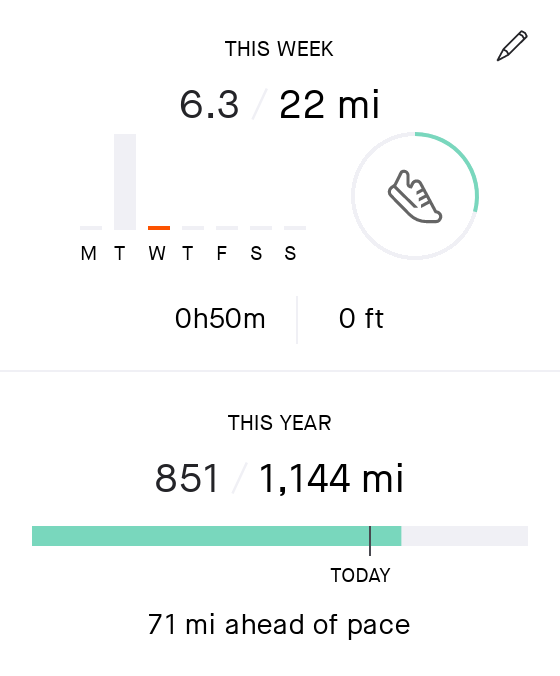 THIS WEEK
6.3 / 22 mi
M T W T F S S
0h50m 0 ft
THIS YEAR
851 / 1,144 mi
TODAY
71 mi ahead of pace